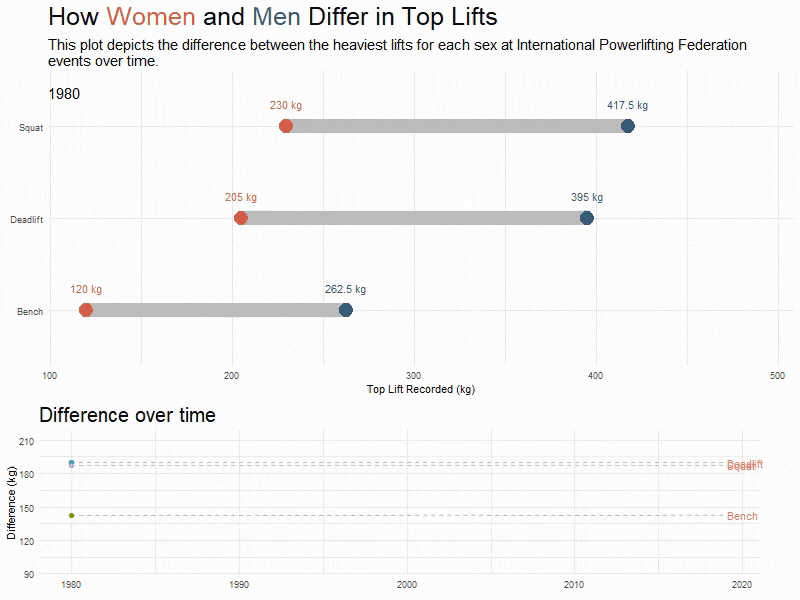 How Women and Men Differ in Top Lifts
This plot depicts the difference between the heaviest lifts for each sex at International Powerlifting Federation
events over time.
1980
230 kg
417.5 kg
Squat
205 kg
395 kg
Deadlift
120 kg
262.5 kg
Bench
100
200
300
400
500
Top Lift Recorded (kg)
Difference over time
Difference (kg)
210
180
150
120
90
Deadlift
Squat
Bench
1980
1990
2000
2010
2020